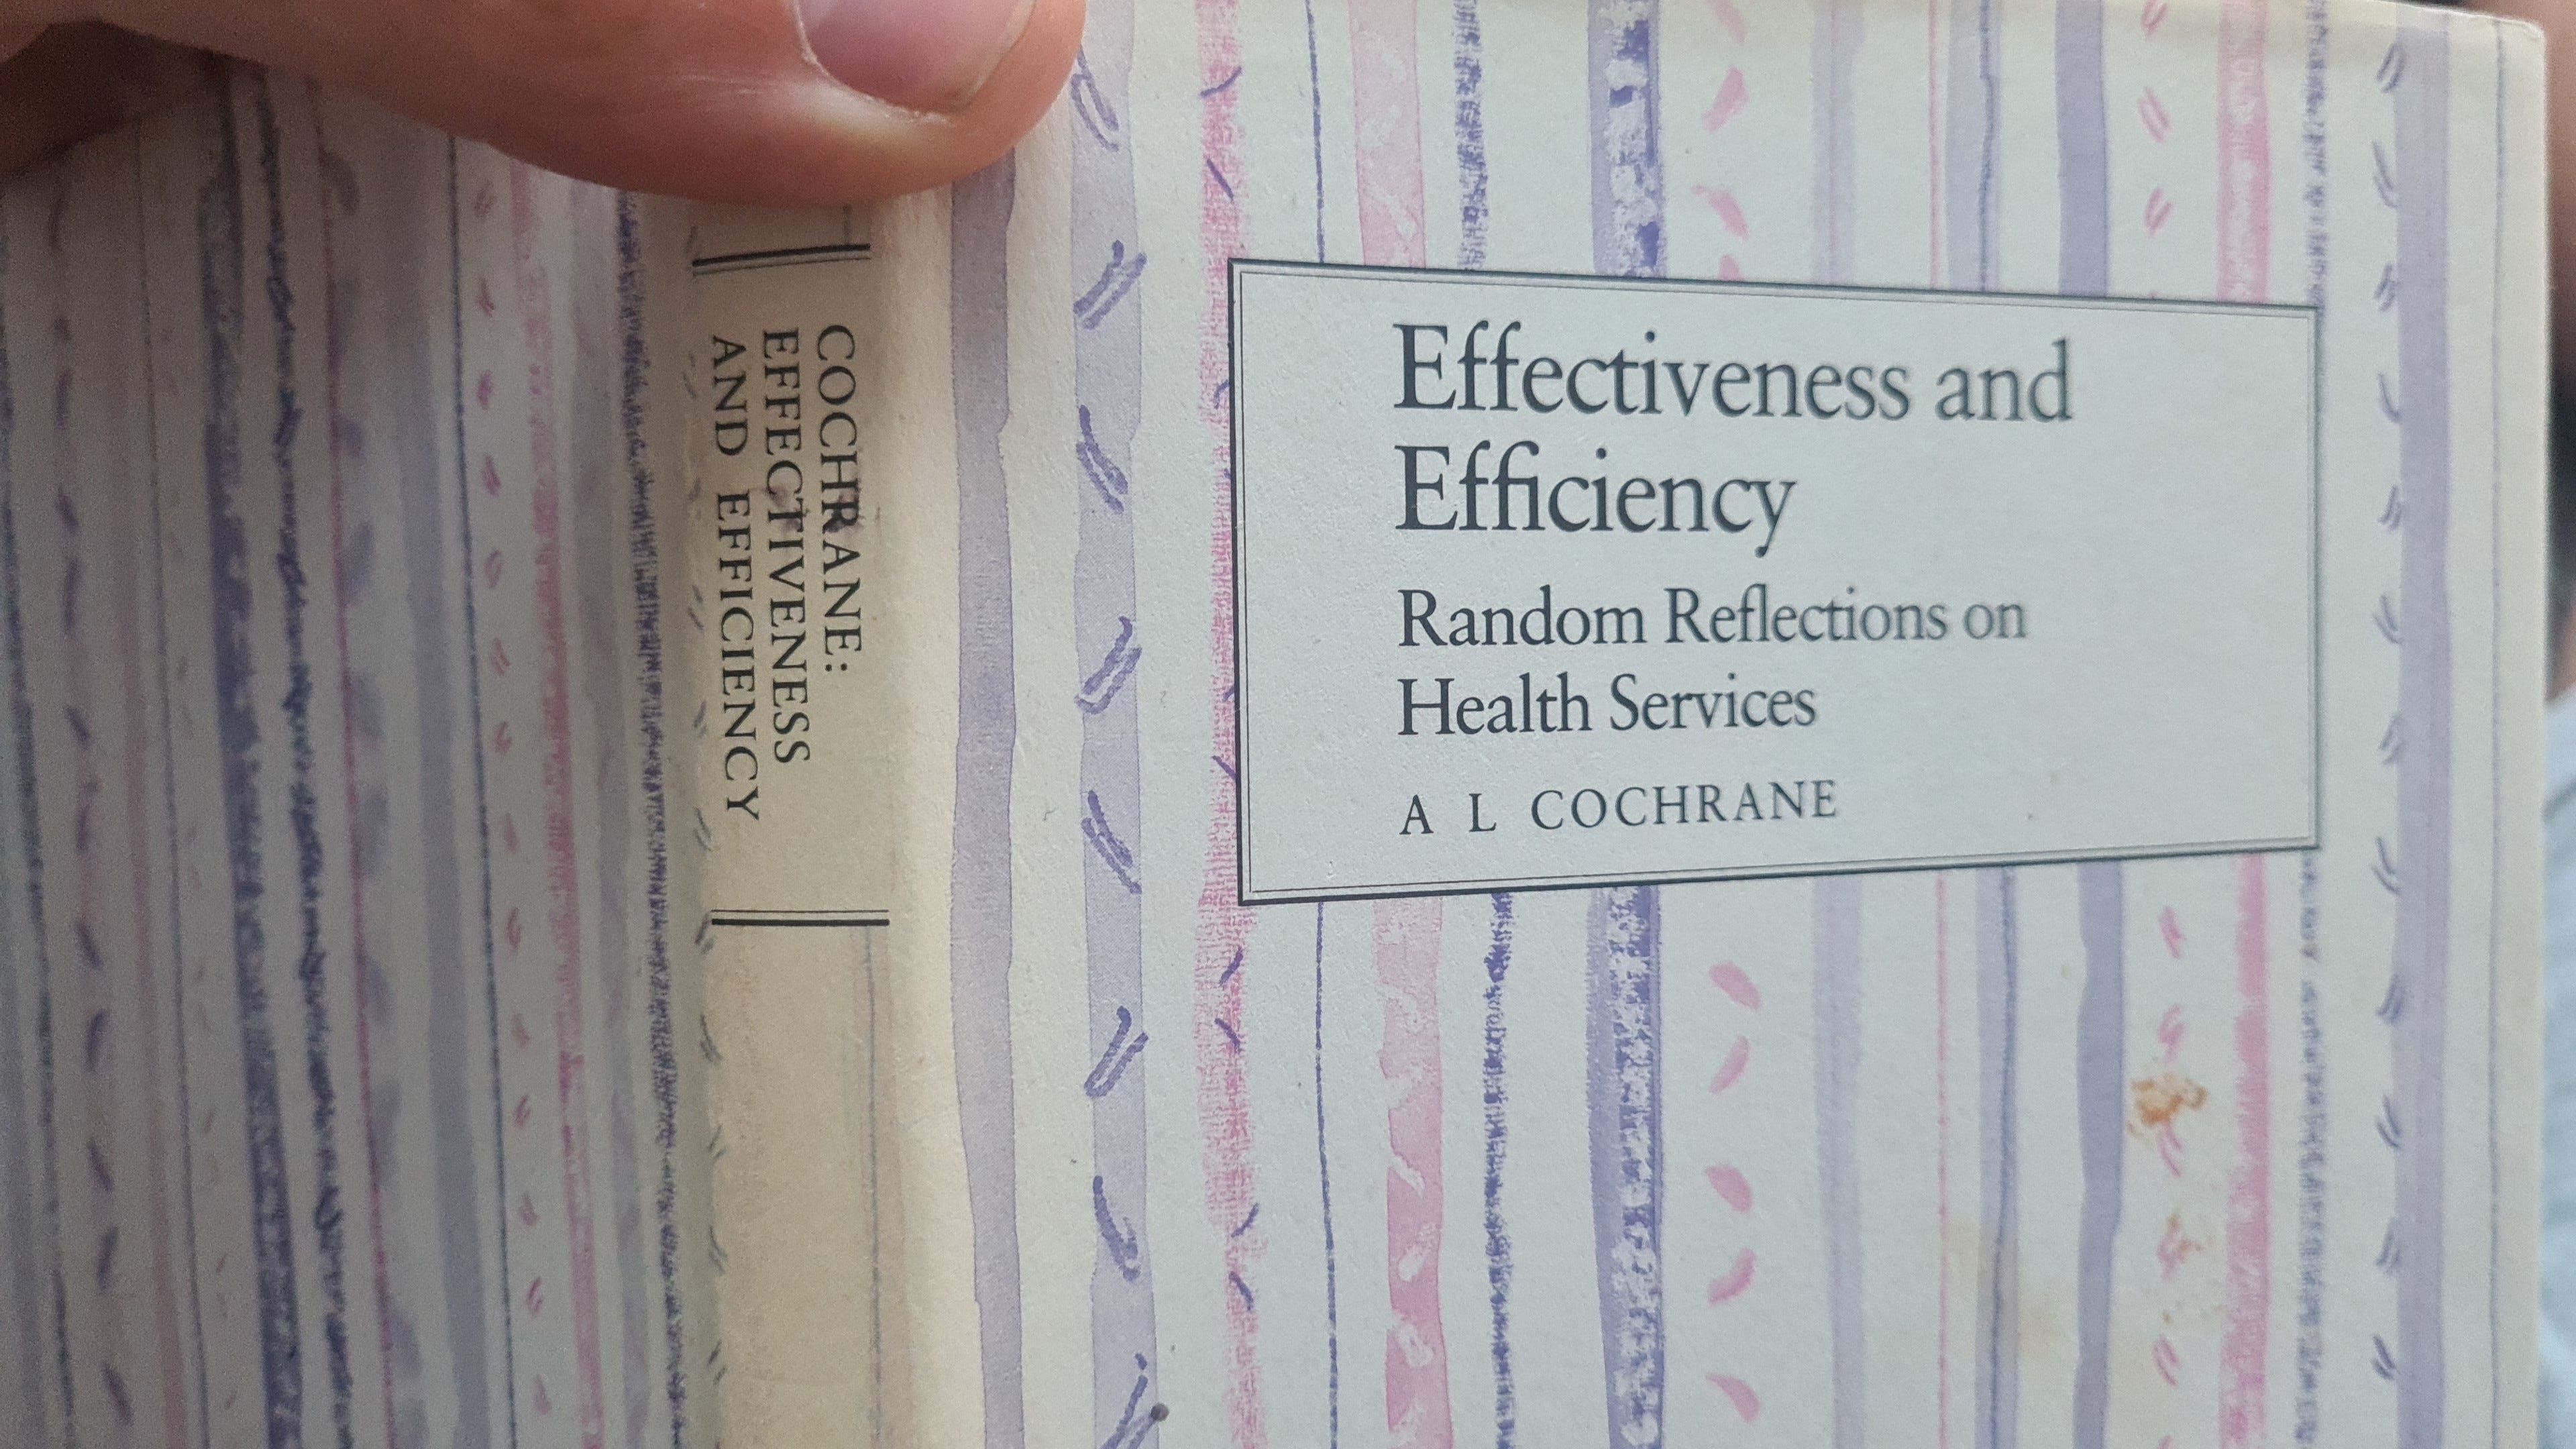 COCHRANE:
EFFECTIVENESS
AND EFFICIENCY
Effectiveness and
Efficiency
Random Reflections on
Health Services
A L COCHRANE